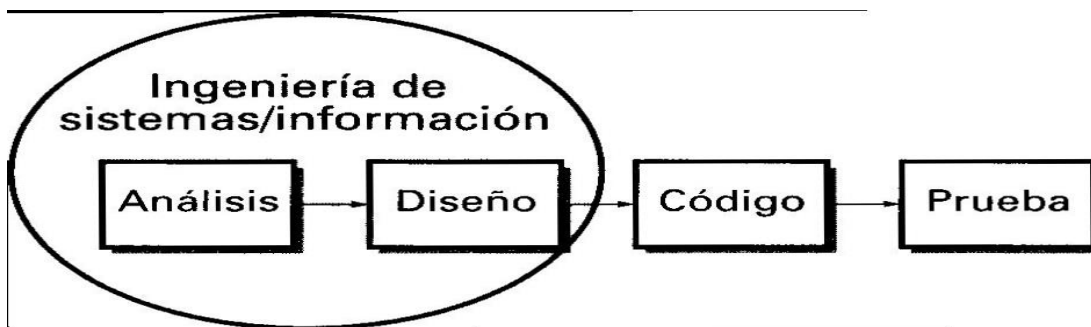 Ingeniería de
sistemas/información
Análisis
Diseño
Código
Prueba